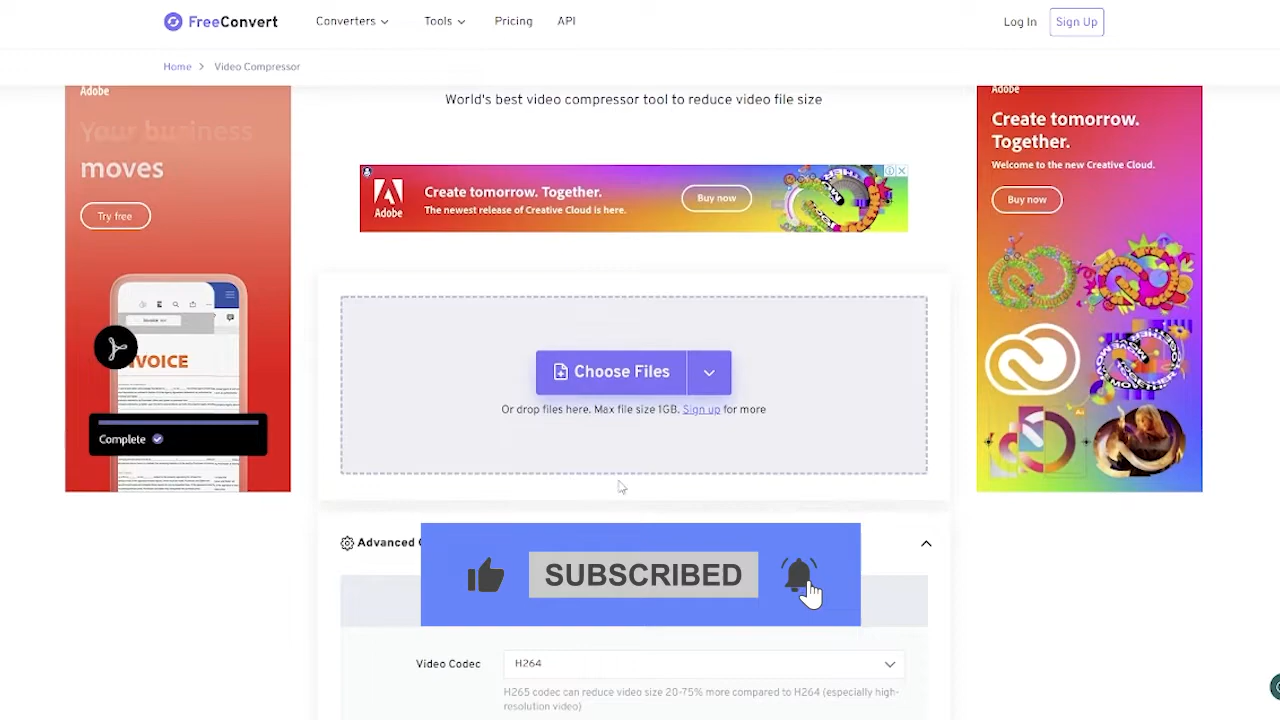 FreeConvert
Converters
Tools
Pricing
API
Log In
Sign Up
Home > Video Compressor
Adobe
Your business
moves
Try free
INVOICE
Complete
World's best video compressor tool to reduce video file size
Adobe
Create tomorrow. Together.
The newest release of Creative Cloud is here.
Buy now
Adobe
Create tomorrow.
Together.
Welcome to the new Creative Cloud.
Buy now
Choose Files
Or drop files here. Max file size 1GB. Sign up for more
Advanced
SUBSCRIBED
Video Codec
H264
H265 codec can reduce video size 20-75% more compared to H264 (especially high-
resolution video)